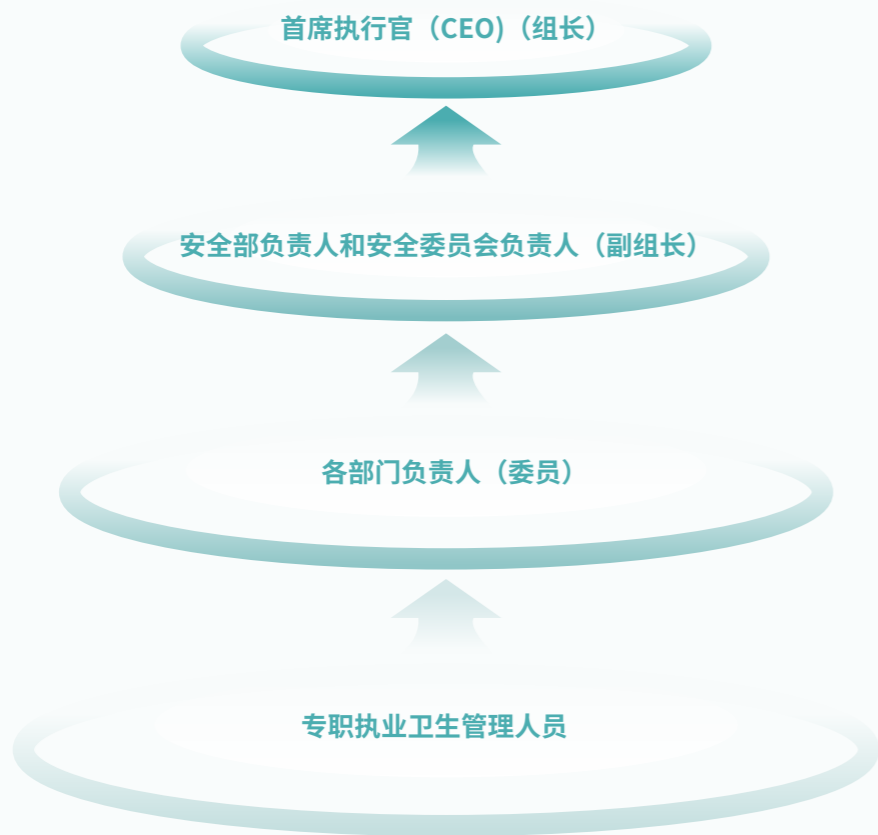 首席执行官（CEO)（组长）
安全部负责人和安全委员会负责人（副组长）
各部门负责人（委员）
专职执业卫生管理人员